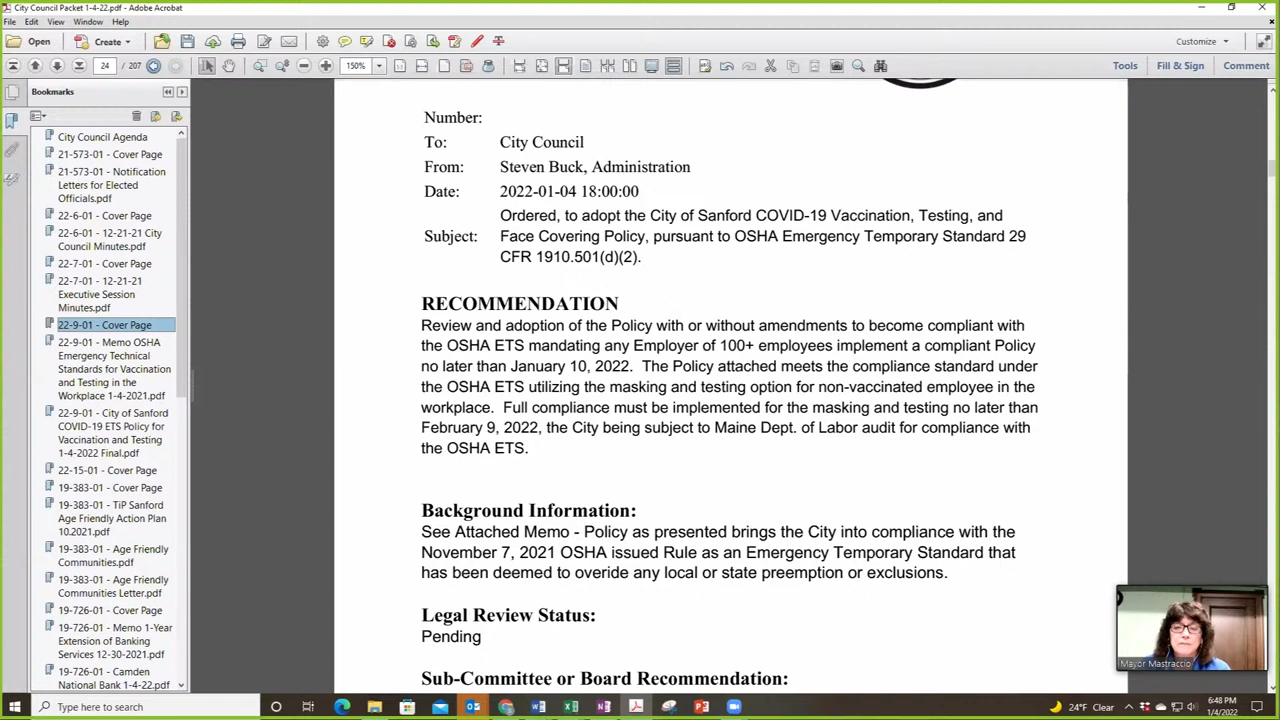 City Council Packet 1-4-22.pdf - Adobe Acrobat
File Edit View Window Help
Open Create Customize
24 / 207 150% Tools Fill & Sign Comment
Bookmarks
City Council Agenda
21-573-01 - Cover Page
21-573-01 - Notification
Letters for Elected
Officials.pdf
22-6-01 - Cover Page
22-6-01 - 12-21-21 City
Council Minutes.pdf
22-7-01 - Cover Page
22-7-01 - 12-21-21
Executive Session
Minutes.pdf
22-9-01 - Cover Page
22-9-01 - Memo OSHA
Emergency Technical
Standards for Vaccination
and Testing in the
Workplace 1-4-2021.pdf
22-9-01 - City of Sanford
COVID-19 ETS Policy for
Vaccination and Testing
1-4-2022 Final.pdf
22-15-01 - Cover Page
19-383-01 - Cover Page
19-383-01 - TiP Sanford
Age Friendly Action Plan
10.2021.pdf
19-383-01 - Age Friendly
Communities.pdf
19-383-01 - Age Friendly
Communities Letter.pdf
19-726-01 - Cover Page
19-726-01 - Memo 1-Year
Extension of Banking
Services 12-30-2021.pdf
19-726-01 - Camden
National Bank 1-4-22.pdf
Number:
To: City Council
From: Steven Buck, Administration
Date: 2022-01-04 18:00:00
Ordered, to adopt the City of Sanford COVID-19 Vaccination, Testing, and
Subject: Face Covering Policy, pursuant to OSHA Emergency Temporary Standard 29
CFR 1910.501(d)(2).
RECOMMENDATION
Review and adoption of the Policy with or without amendments to become compliant with
the OSHA ETS mandating any Employer of 100+ employees implement a compliant Policy
no later than January 10, 2022. The Policy attached meets the compliance standard under
the OSHA ETS utilizing the masking and testing option for non-vaccinated employee in the
workplace. Full compliance must be implemented for the masking and testing no later than
February 9, 2022, the City being subject to Maine Dept. of Labor audit for compliance with
the OSHA ETS.
Background Information:
See Attached Memo - Policy as presented brings the City into compliance with the
November 7, 2021 OSHA issued Rule as an Emergency Temporary Standard that
has been deemed to overide any local or state preemption or exclusions.
Legal Review Status:
Pending
Sub-Committee or Board Recommendation:
Mayor Mastraccio
Type here to search
24°F Clear
6:48 PM
1/4/2022